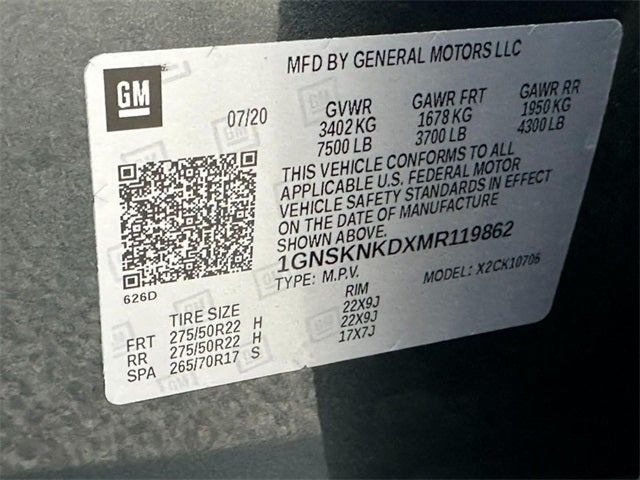 MFD BY GENERAL MOTORS LLC
GM
07/20
GVWR GAWR FRT GAWR RR
3402 KG 1678 KG 1950 KG
7500 LB 3700 LB 4300 LB
THIS VEHICLE CONFORMS TO ALL
APPLICABLE U.S. FEDERAL MOTOR
VEHICLE SAFETY STANDARDS IN EFFECT
ON THE DATE OF MANUFACTURE
SHOWN ABOVE.
1GNSKNKDXMR119862
TYPE: M.P.V. MODEL: X2CK10706
626D
TIRE SIZE RIM
FRT 275/50R22 H 22X9J
RR 275/50R22 H 22X9J
SPA 265/70R17 S 17X7J